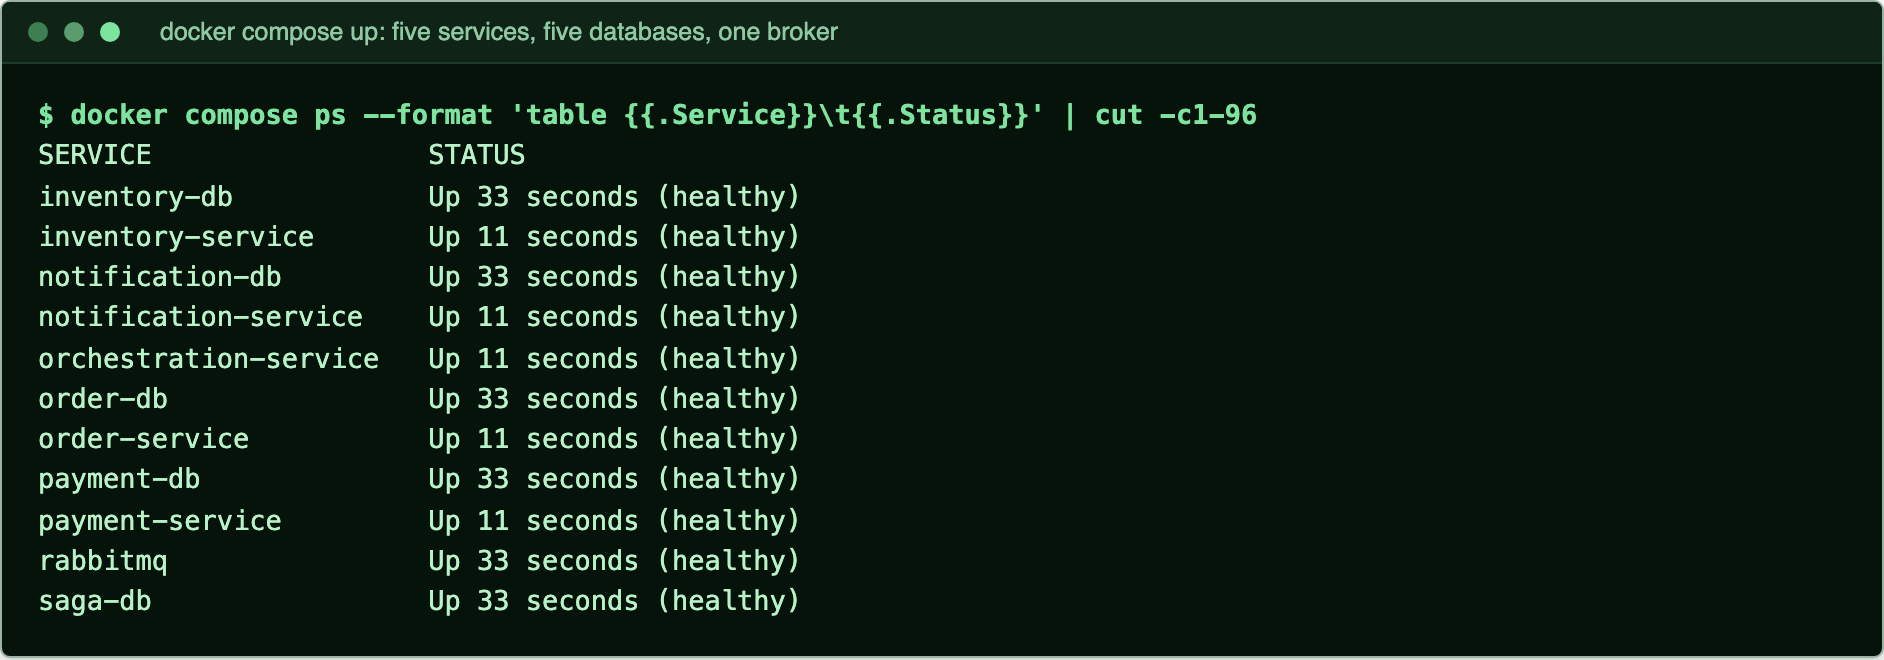 docker compose up: five services, five databases, one broker
$ docker compose ps --format 'table {{.Service}}\t{{.Status}}' | cut -c1-96
SERVICE                 STATUS
inventory-db            Up 33 seconds (healthy)
inventory-service       Up 11 seconds (healthy)
notification-db         Up 33 seconds (healthy)
notification-service    Up 11 seconds (healthy)
orchestration-service   Up 11 seconds (healthy)
order-db                Up 33 seconds (healthy)
order-service           Up 11 seconds (healthy)
payment-db              Up 33 seconds (healthy)
payment-service         Up 11 seconds (healthy)
rabbitmq                Up 33 seconds (healthy)
saga-db                 Up 33 seconds (healthy)